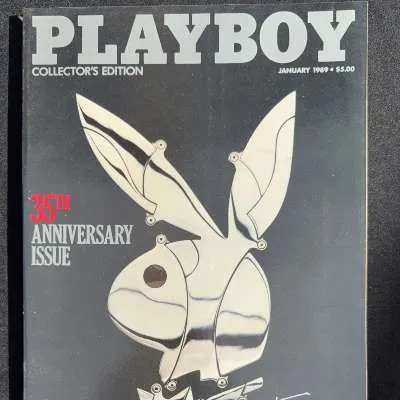 PLAYBOY
COLLECTOR'S EDITION
JANUARY 1989 • $5.00
35TH
ANNIVERSARY
ISSUE